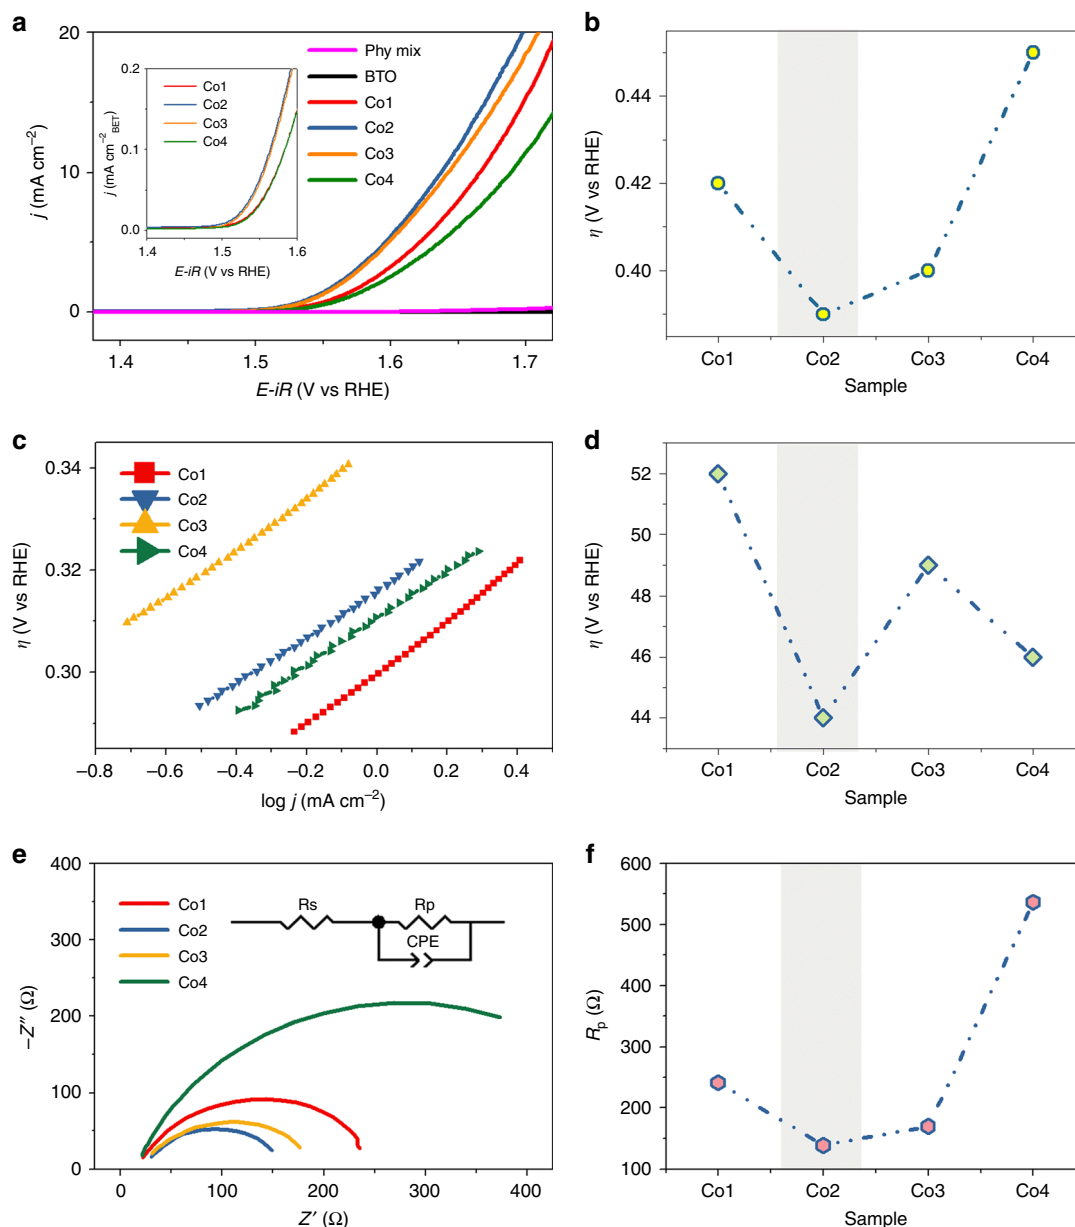 a
20
10
0
j (mA cm⁻²)
1.4
1.5
1.6
1.7
E-iR (V vs RHE)
Phy mix
BTO
Co1
Co2
Co3
Co4
0.2
0.1
0.0
j (mA cm⁻²BET)
1.4
1.5
1.6
E-iR (V vs RHE)
Co1
Co2
Co3
Co4
b
0.44
0.42
0.40
η (V vs RHE)
Co1
Co2
Co3
Co4
Sample
c
0.34
0.32
0.30
η (V vs RHE)
Co1
Co2
Co3
Co4
−0.8
−0.6
−0.4
−0.2
0.0
0.2
0.4
log j (mA cm⁻²)
d
52
50
48
46
44
η (V vs RHE)
Co1
Co2
Co3
Co4
Sample
e
400
300
200
100
0
−Z″ (Ω)
Co1
Co2
Co3
Co4
Rs
Rp
CPE
0
100
200
300
400
Z′ (Ω)
f
600
500
400
300
200
100
Rp (Ω)
Co1
Co2
Co3
Co4
Sample